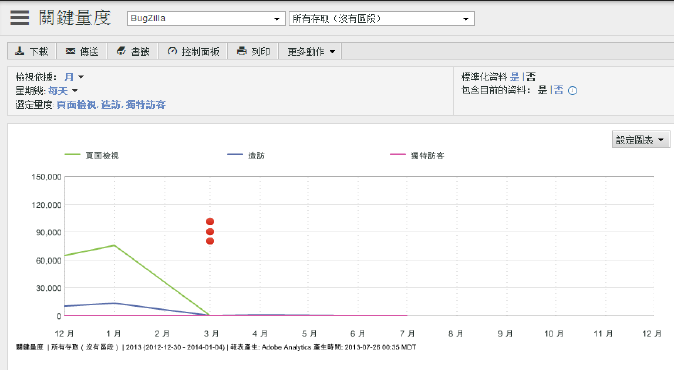 關鍵量度 BugZilla 所有存取（沒有區段）
下載 傳送 書籤 控制面板 列印 更多動作
檢視依據： 月
星期幾: 每天
選定量度: 頁面檢視, 造訪, 獨特訪客
標準化資料 是 | 否
包含目前的資料： 是 | 否
設定圖表
頁面檢視 造訪 獨特訪客
150,000
120,000
90,000
60,000
30,000
0
12 月 1 月 2 月 3 月 4 月 5 月 6 月 7 月 8 月 9 月 10 月 11 月 12 月
關鍵量度 | 所有存取（沒有區段） | 2013 (2012-12-30 - 2014-01-04) | 報表產生: Adobe Analytics 產生時間: 2013-07-26 00:35 MDT